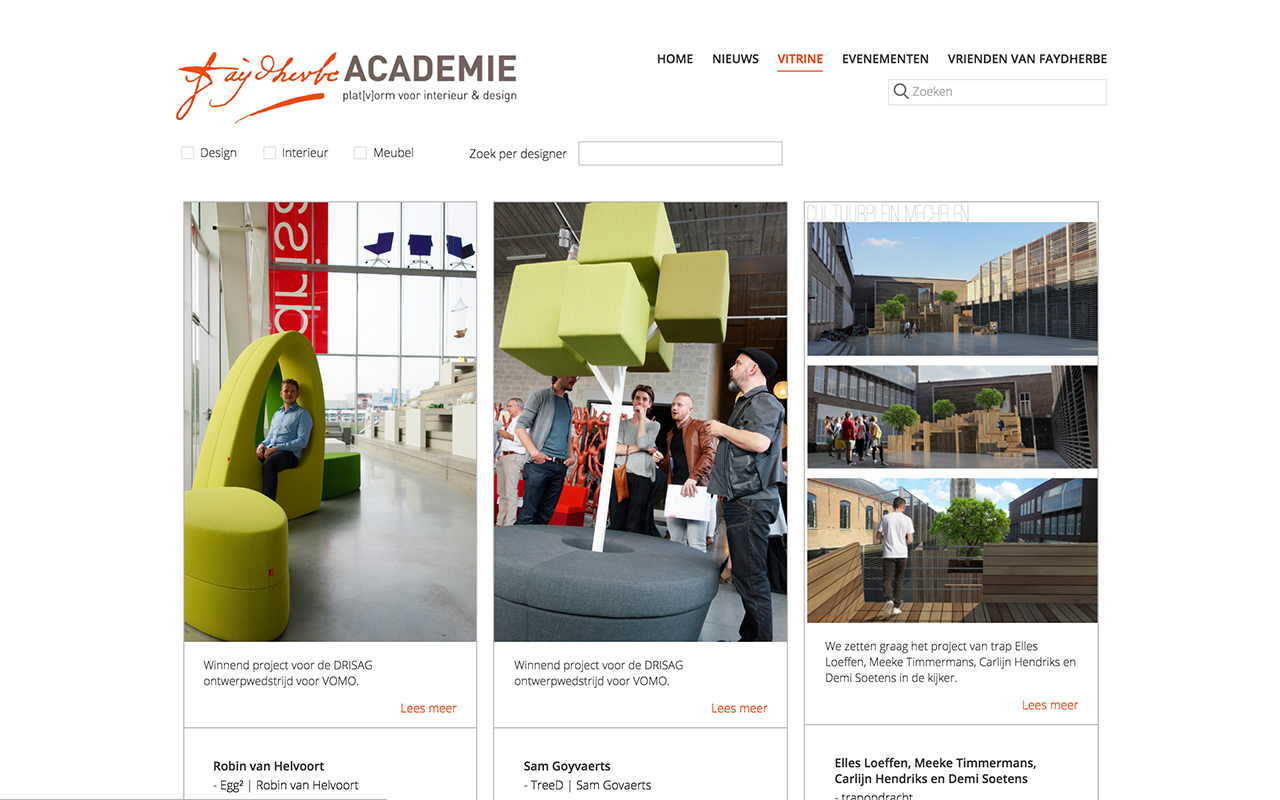 faydherbe ACADEMIE
plat[v]orm voor interieur & design
HOME NIEUWS VITRINE EVENEMENTEN VRIENDEN VAN FAYDHERBE
Zoeken
Design Interieur Meubel Zoek per designer
CULTUURPLEIN MECHELEN
Winnend project voor de DRISAG
ontwerpwedstrijd voor VOMO.
Lees meer
Robin van Helvoort
- Egg² | Robin van Helvoort
Winnend project voor de DRISAG
ontwerpwedstrijd voor VOMO.
Lees meer
Sam Goyvaerts
- TreeD | Sam Govaerts
We zetten graag het project van trap Elles
Loeffen, Meeke Timmermans, Carlijn Hendriks en
Demi Soetens in de kijker.
Lees meer
Elles Loeffen, Meeke Timmermans,
Carlijn Hendriks en Demi Soetens
- trapopdracht